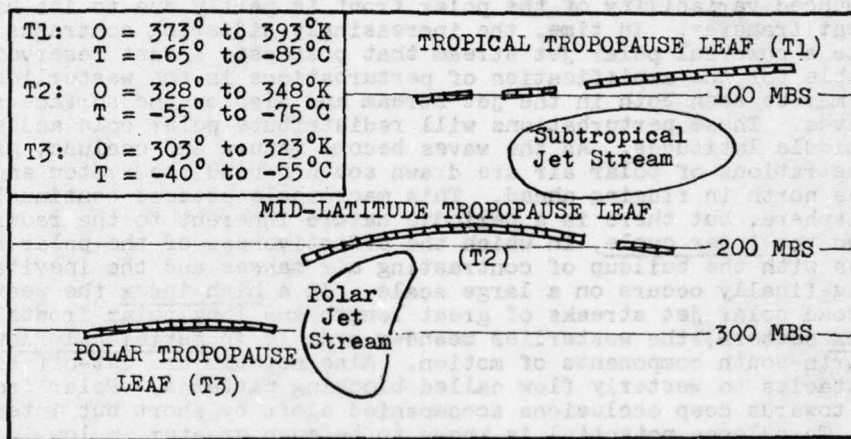 T1: O = 373° to 393°K
T = -65° to -85°C
T2: O = 328° to 348°K
T = -55° to -75°C
T3: O = 303° to 323°K
T = -40° to -55°C
TROPICAL TROPOPAUSE LEAF (T1)
100 MBS
Subtropical
Jet Stream
MID-LATITUDE TROPOPAUSE LEAF
(T2)
200 MBS
Polar
Jet
Stream
300 MBS
POLAR TROPOPAUSE
LEAF (T3)